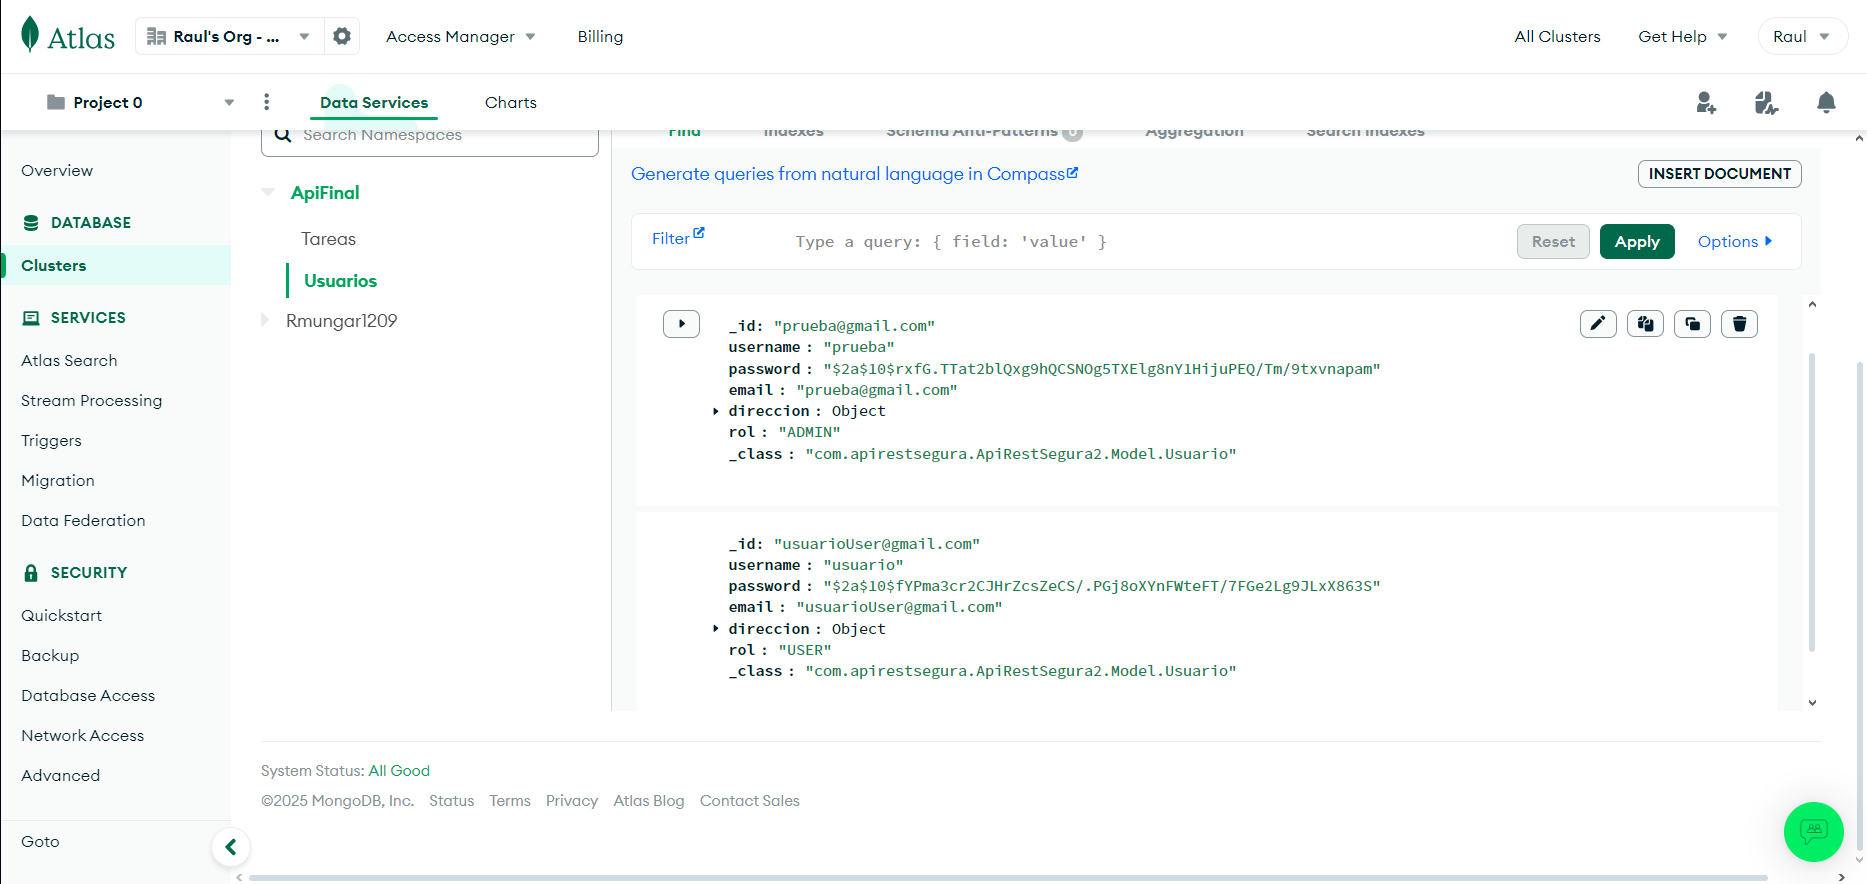 Atlas
Raul's Org - ...
Access Manager
Billing
All Clusters
Get Help
Raul
Project 0
Data Services
Charts
Search Namespaces
Find
Indexes
Schema Anti-Patterns 0
Aggregation
Search Indexes
Overview
DATABASE
Clusters
SERVICES
Atlas Search
Stream Processing
Triggers
Migration
Data Federation
SECURITY
Quickstart
Backup
Database Access
Network Access
Advanced
Goto
ApiFinal
Tareas
Usuarios
Rmungar1209
Generate queries from natural language in Compass
INSERT DOCUMENT
Filter
Type a query: { field: 'value' }
Reset
Apply
Options
_id: "prueba@gmail.com"
username : "prueba"
password : "$2a$10$rxfG.TTat2blQxg9hQCSNOg5TXElg8nY1HijuPEQ/Tm/9txvnapam"
email : "prueba@gmail.com"
direccion : Object
rol : "ADMIN"
_class : "com.apirestsegura.ApiRestSegura2.Model.Usuario"
_id: "usuarioUser@gmail.com"
username : "usuario"
password : "$2a$10$fYPma3cr2CJHrZcsZeCS/.PGj8oXYnFWteFT/7FGe2Lg9JLxX863S"
email : "usuarioUser@gmail.com"
direccion : Object
rol : "USER"
_class : "com.apirestsegura.ApiRestSegura2.Model.Usuario"
System Status: All Good
©2025 MongoDB, Inc. Status Terms Privacy Atlas Blog Contact Sales